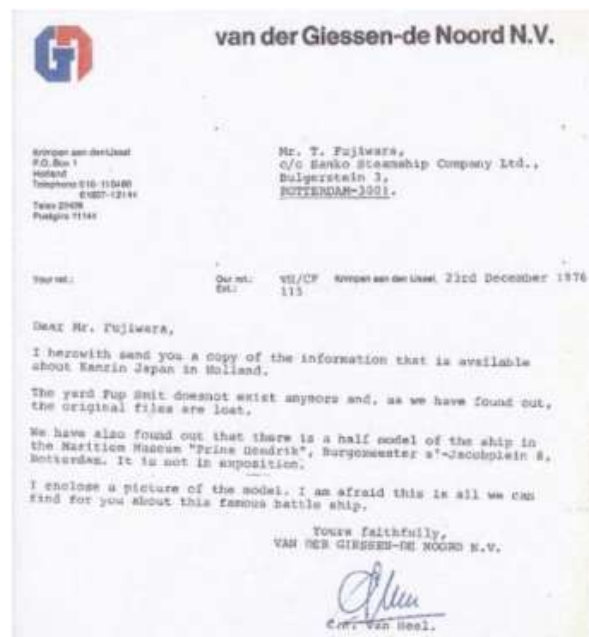 van der Giessen-de Noord N.V.
Krimpen aan den IJssel
P.O. Box 1
Holland
Telephone 010-
Telex
Postgiro 11141
Mr. T. Fujiwara,
c/o Sanko Steamship Company Ltd.,
Bulgerstein 3,
ROTTERDAM-3001.
Your ref.:
Our ref.: Krimpen aan den IJssel, 23rd December 1976
Ext.: 115
Dear Mr. Fujiwara,
I herewith send you a copy of the information that is available
about Kanrin Japan in Holland.
The yard Fop Smit doesnot exist anymore and, as we have found out,
the original files are lost.
We have also found out that there is a half model of the ship in
the Maritiem Museum "Prins Hendrik", Burgemeester s'-Jacobplein 8,
Rotterdam. It is not in exposition.
I enclose a picture of the model. I am afraid this is all we can
find for you about this famous battle ship.
Yours faithfully,
VAN DER GIESSEN-DE NOORD N.V.
van Heel.